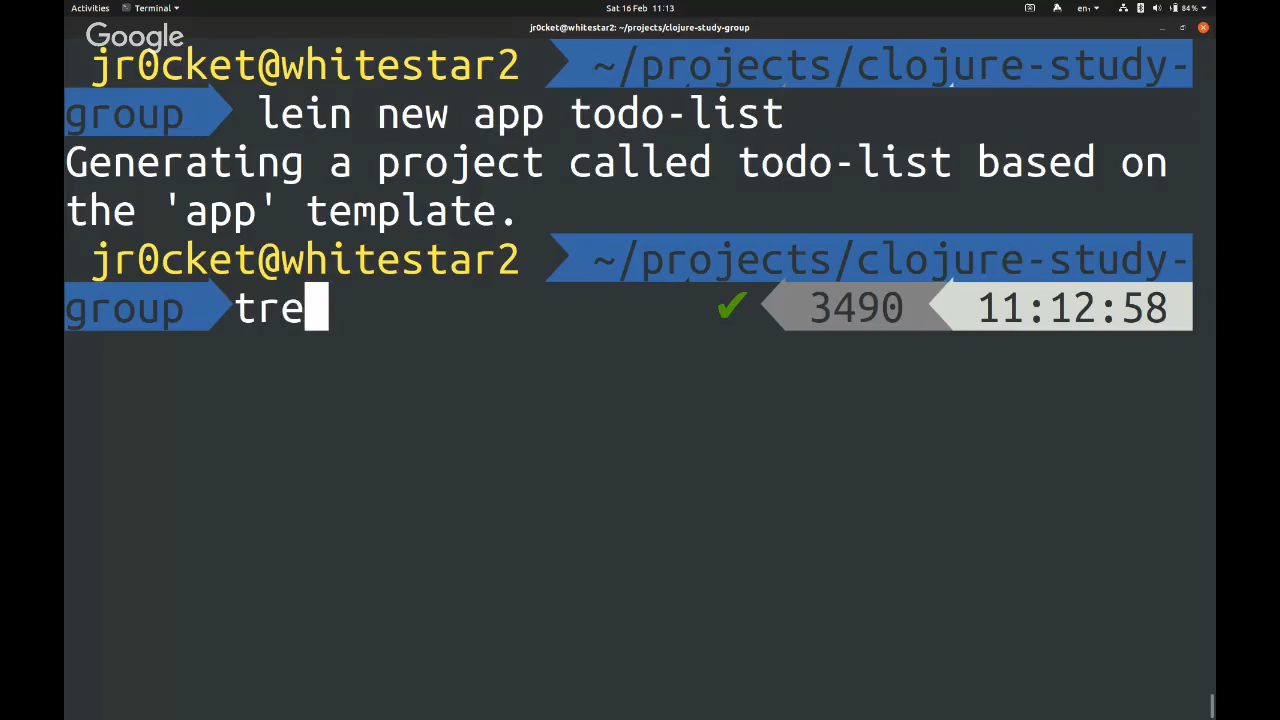 Activities Terminal Sat 16 Feb 11:13 en₁ 84 %
Google
jr0cket@whitestar2: ~/projects/clojure-study-group
jr0cket@whitestar2 ~/projects/clojure-study-
group lein new app todo-list
Generating a project called todo-list based on
the 'app' template.
jr0cket@whitestar2 ~/projects/clojure-study-
group tre ✔ 3490 11:12:58